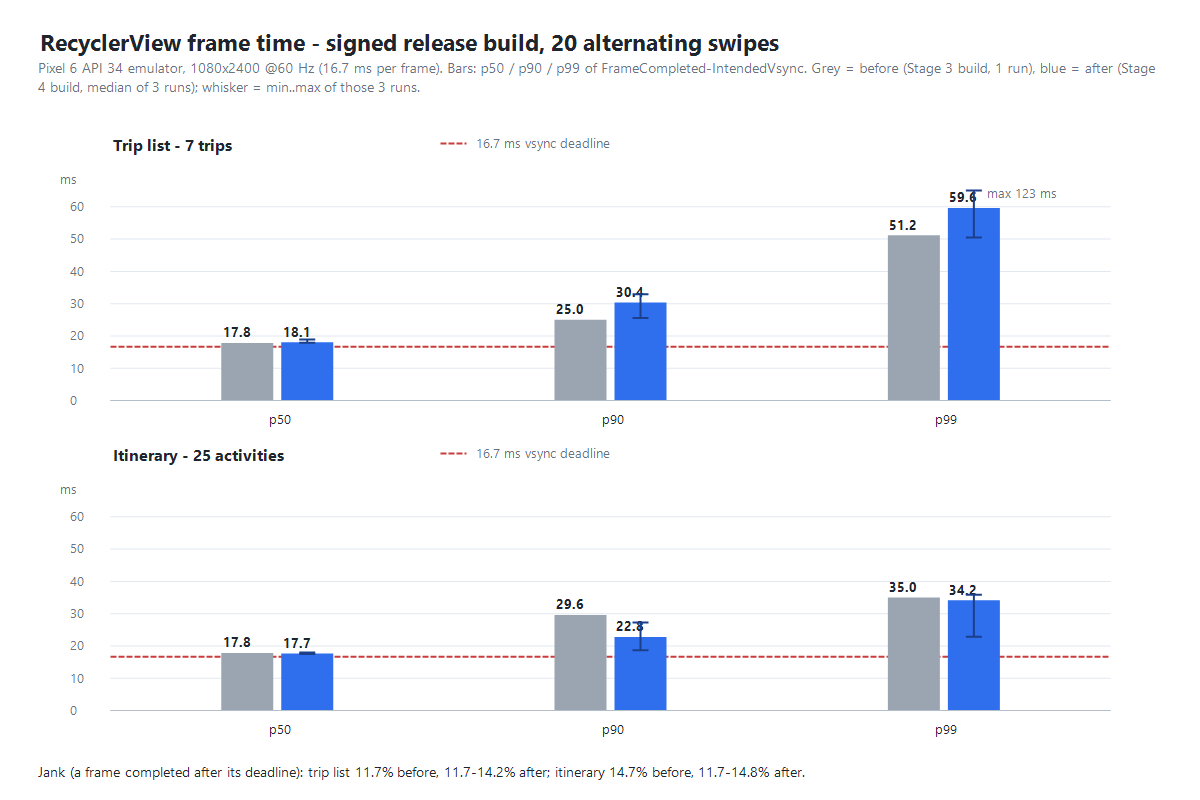 RecyclerView frame time - signed release build, 20 alternating swipes
Pixel 6 API 34 emulator, 1080x2400 @60 Hz (16.7 ms per frame). Bars: p50 / p90 / p99 of FrameCompleted-IntendedVsync. Grey = before (Stage 3 build, 1 run), blue = after (Stage
4 build, median of 3 runs); whisker = min..max of those 3 runs.
Trip list - 7 trips
16.7 ms vsync deadline
ms
60
50
40
30
20
10
0
17.8
18.1
25.0
30.4
51.2
59.6
max 123 ms
p50
p90
p99
Itinerary - 25 activities
16.7 ms vsync deadline
ms
60
50
40
30
20
10
0
17.8
17.7
29.6
22.8
35.0
34.2
p50
p90
p99
Jank (a frame completed after its deadline): trip list 11.7% before, 11.7-14.2% after; itinerary 14.7% before, 11.7-14.8% after.